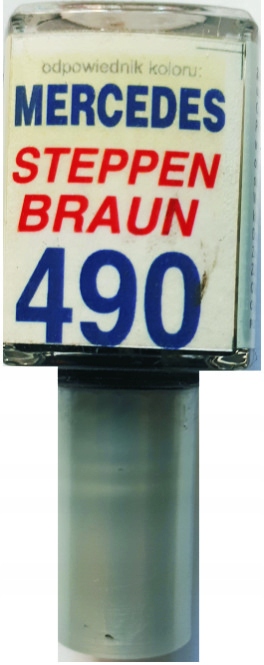 odpowiednik koloru:
MERCEDES
STEPPEN
BRAUN
490